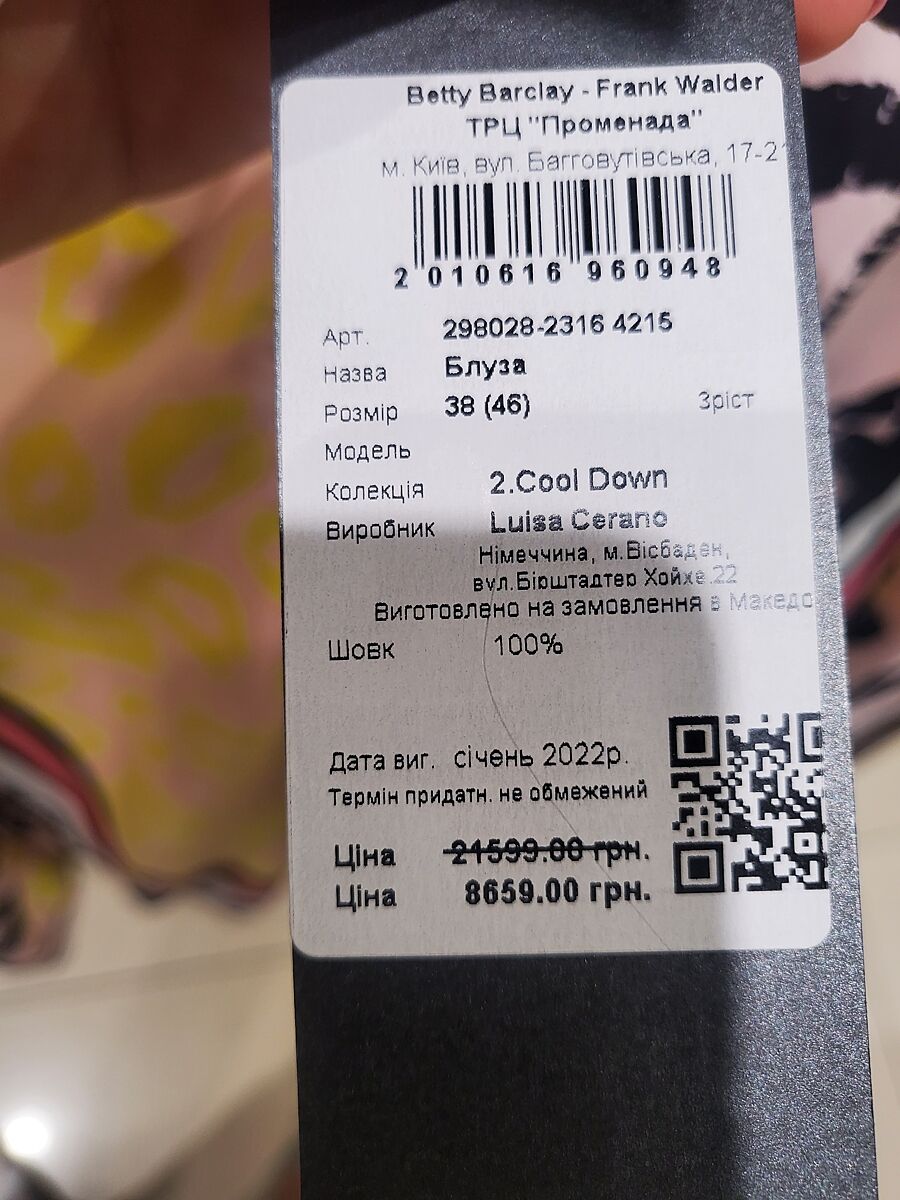 Betty Barclay - Frank Walder
ТРЦ "Променада"
м. Київ, вул. Багговутівська, 17-21
2 010616 960948
Арт. 298028-2316 4215
Назва Блуза
Розмір 38 (46) Зріст
Модель
Колекція 2.Cool Down
Виробник Luisa Cerano
Німеччина, м.Вісбаден,
вул.Бірштадтер Хойхе.22
Виготовлено на замовлення в Македо
Шовк 100%
Дата виг. січень 2022р.
Термін придатн. не обмежений
Ціна 21599.00 грн.
Ціна 8659.00 грн.